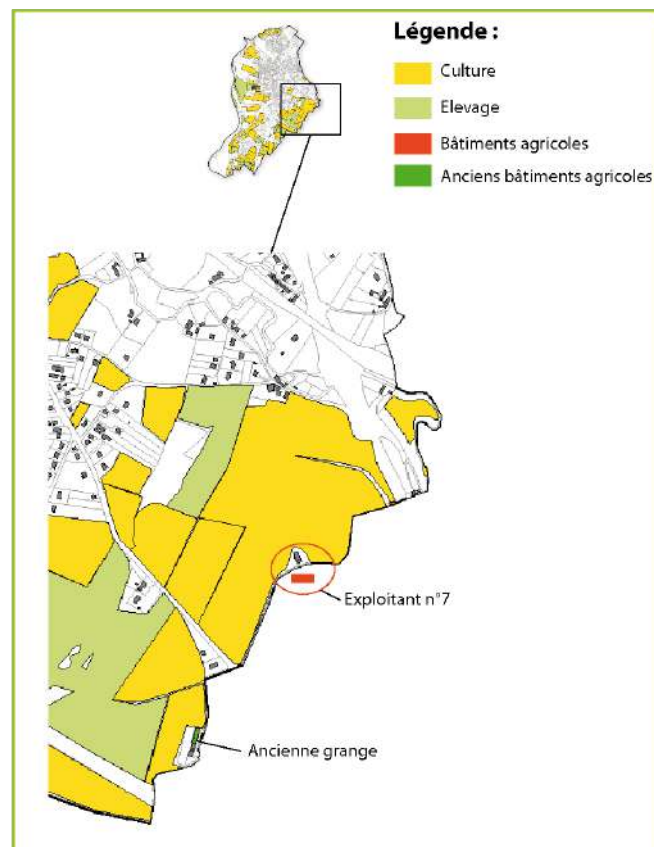 Légende :
Culture
Elevage
Bâtiments agricoles
Anciens bâtiments agricoles
Exploitant n°7
Ancienne grange